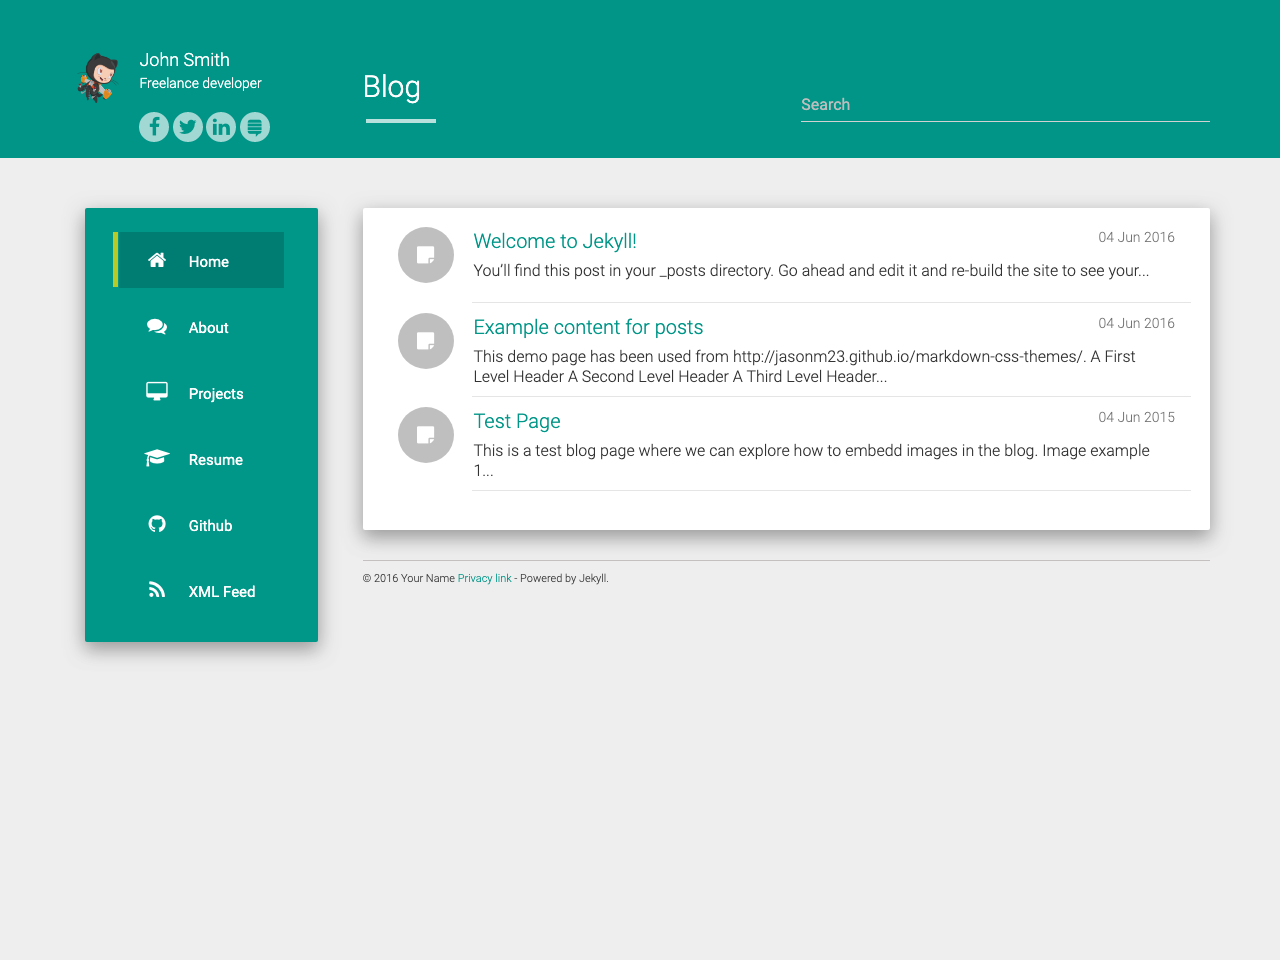 John Smith
Freelance developer
Blog
Search
Home
About
Projects
Resume
Github
XML Feed
Welcome to Jekyll!
04 Jun 2016
You’ll find this post in your _posts directory. Go ahead and edit it and re-build the site to see your...
Example content for posts
04 Jun 2016
This demo page has been used from http://jasonm23.github.io/markdown-css-themes/. A First
Level Header A Second Level Header A Third Level Header...
Test Page
04 Jun 2015
This is a test blog page where we can explore how to embedd images in the blog. Image example
1...
© 2016 Your Name Privacy link - Powered by Jekyll.